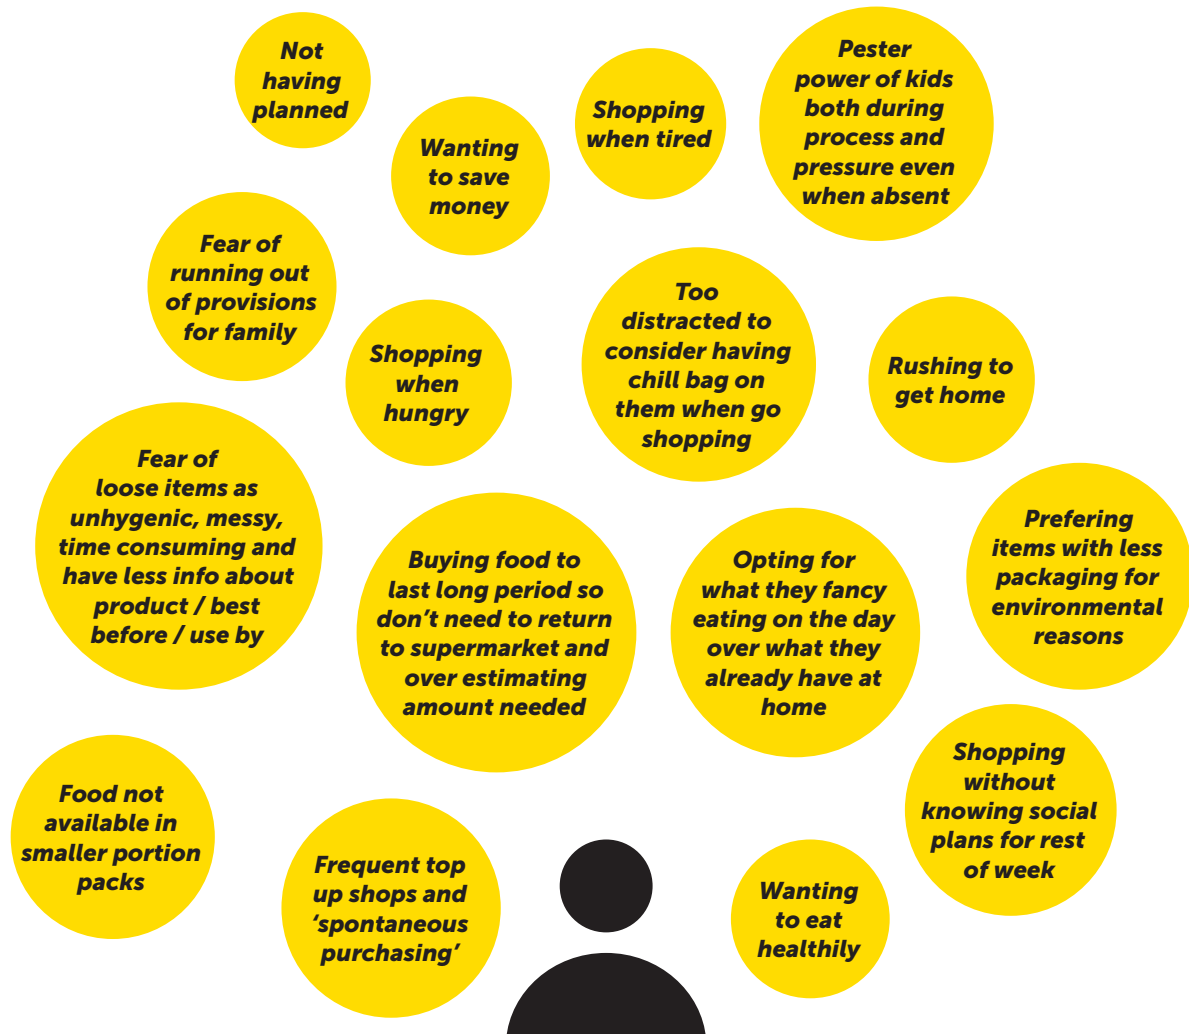 Not
having
planned
Wanting
to save
money
Shopping
when tired
Pester
power of kids
both during
process and
pressure even
when absent
Fear of
running out
of provisions
for family
Shopping
when
hungry
Too
distracted to
consider having
chill bag on
them when go
shopping
Rushing to
get home
Fear of
loose items as
unhygenic, messy,
time consuming and
have less info about
product / best
before / use by
Buying food to
last long period so
don’t need to return
to supermarket and
over estimating
amount needed
Opting for
what they fancy
eating on the day
over what they
already have at
home
Prefering
items with less
packaging for
environmental
reasons
Food not
available in
smaller portion
packs
Frequent top
up shops and
‘spontaneous
purchasing’
Wanting
to eat
healthily
Shopping
without
knowing social
plans for rest
of week